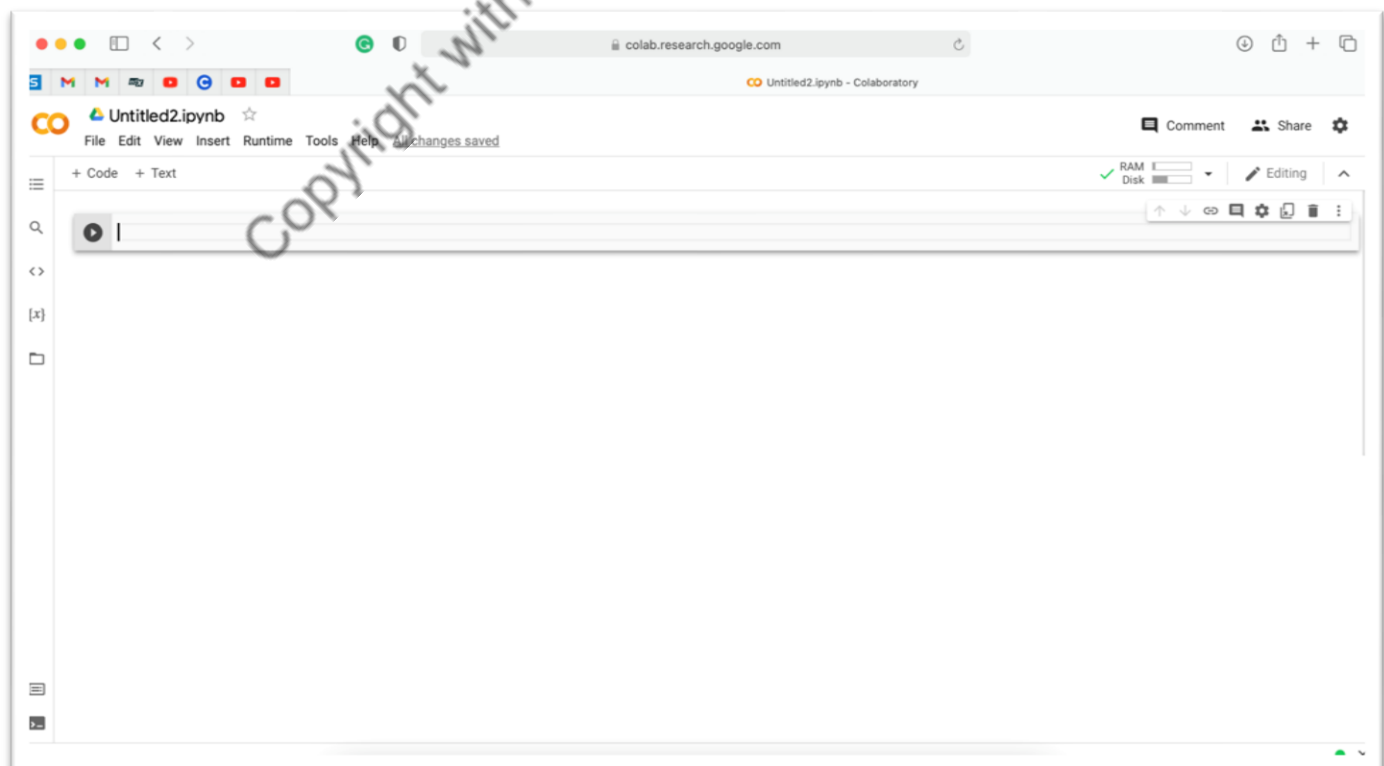 colab.research.google.com
Untitled2.ipynb - Colaboratory
Untitled2.ipynb
File Edit View Insert Runtime Tools Help All changes saved
Comment Share
+ Code + Text
RAM
Disk
Editing
{x}
Copyright with